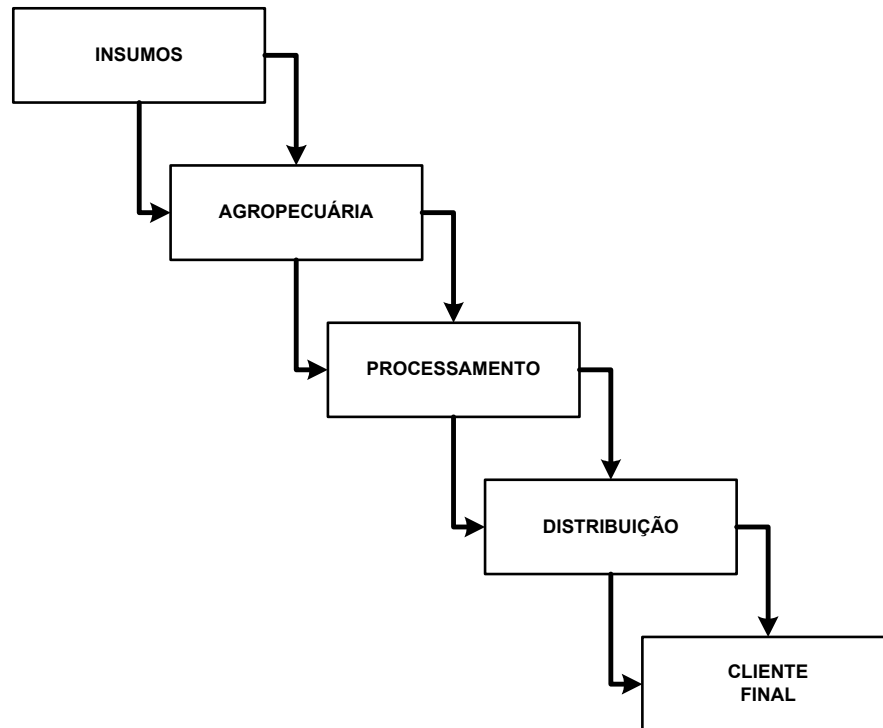 INSUMOS
AGROPECUÁRIA
PROCESSAMENTO
DISTRIBUIÇÃO
CLIENTE
FINAL